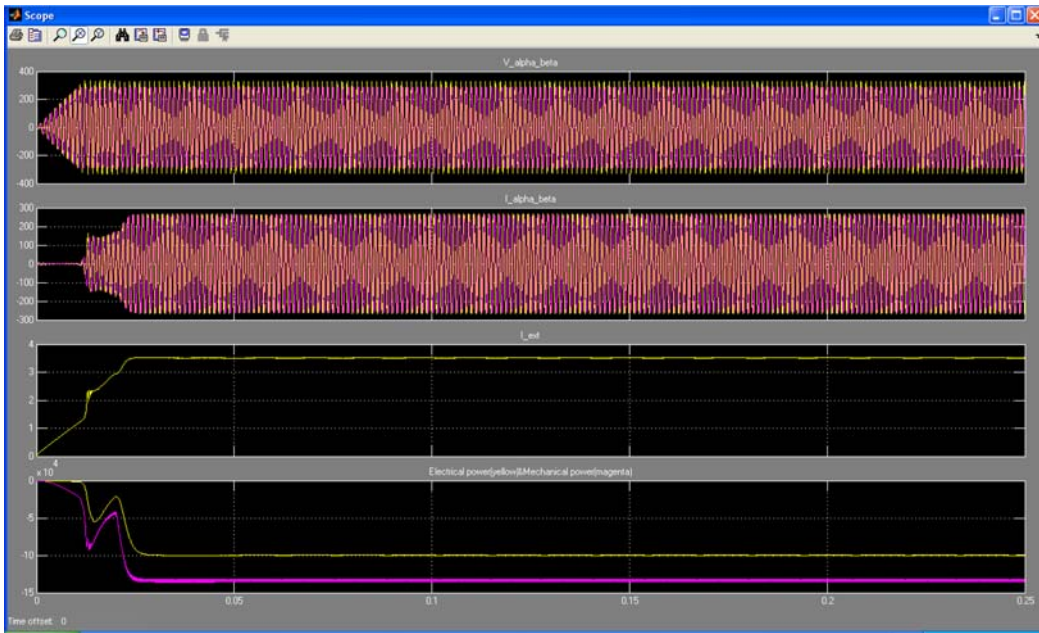 Scope
V_alpha_beta
400
200
0
-200
-400
I_alpha_beta
300
200
100
0
-100
-200
-300
I_ext
4
3
2
1
0
x 10^4
Electrical power(yellow)&Mechanical power(magenta)
0
-5
-10
-15
0 0.05 0.1 0.15 0.2 0.25
Time offset: 0